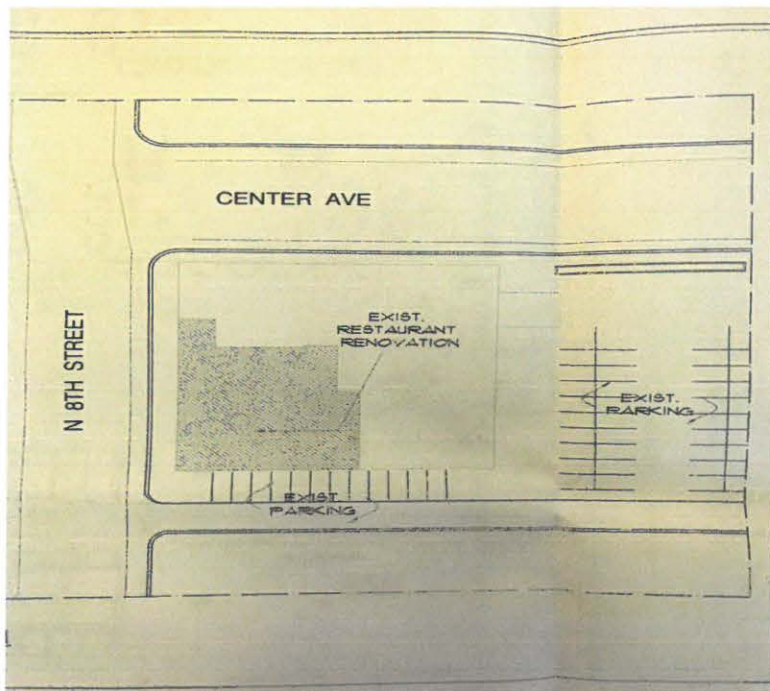 CENTER AVE
EXIST.
RESTAURANT
RENOVATION
N 8TH STREET
EXIST.
PARKING
EXIST.
PARKING